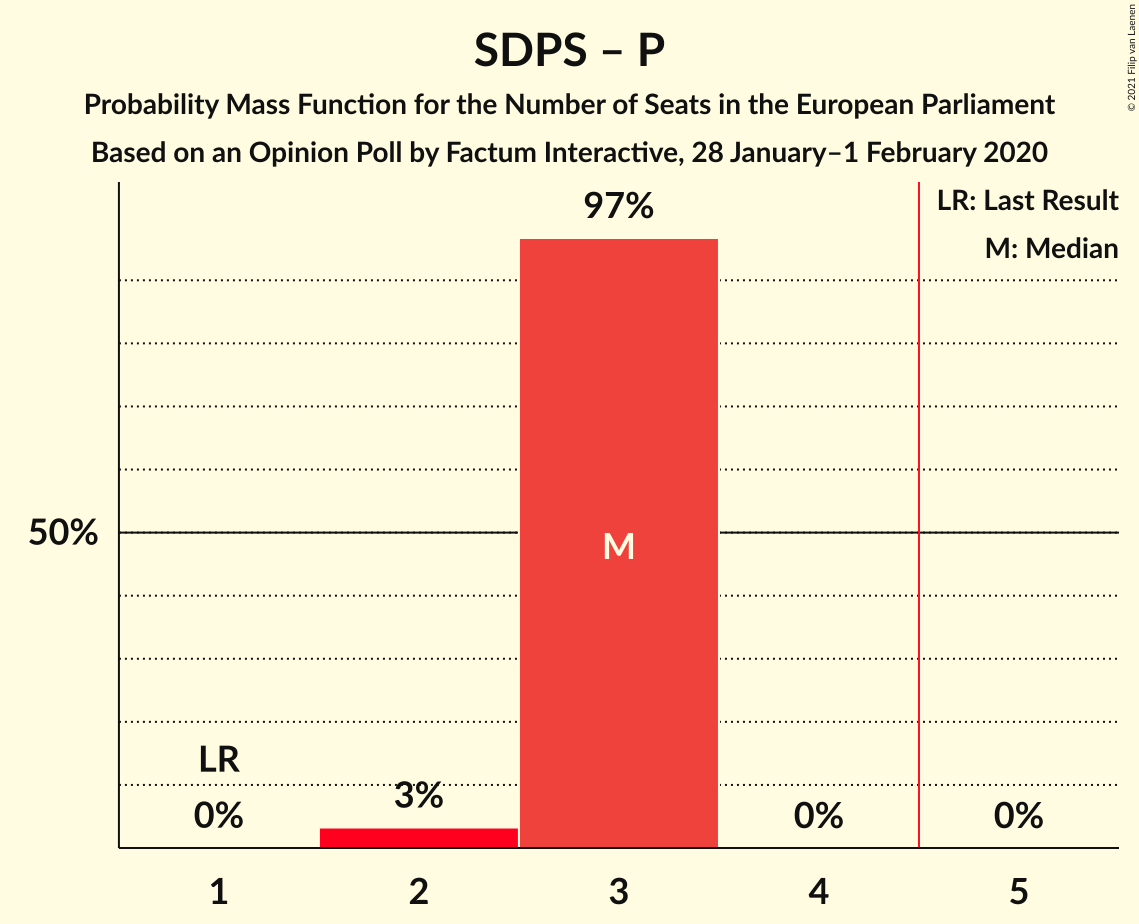 SDPS – P
Probability Mass Function for the Number of Seats in the European Parliament
Based on an Opinion Poll by Factum Interactive, 28 January–1 February 2020
© 2021 Filip van Laenen
LR: Last Result
M: Median
97%
50%
M
LR
0%
3%
0%
0%
1
2
3
4
5